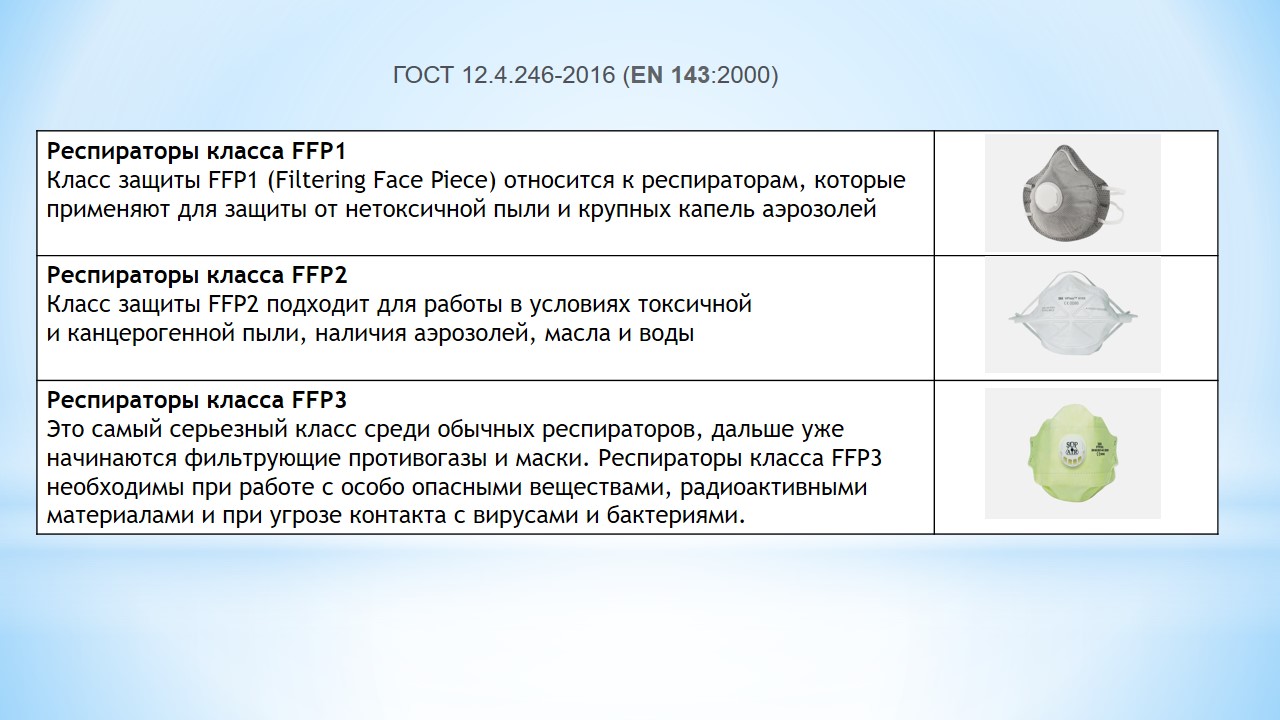 ГОСТ 12.4.246-2016 (EN 143:2000)
Респираторы класса FFP1
Класс защиты FFP1 (Filtering Face Piece) относится к респираторам, которые
применяют для защиты от нетоксичной пыли и крупных капель аэрозолей
Респираторы класса FFP2
Класс защиты FFP2 подходит для работы в условиях токсичной
и канцерогенной пыли, наличия аэрозолей, масла и воды
Респираторы класса FFP3
Это самый серьезный класс среди обычных респираторов, дальше уже
начинаются фильтрующие противогазы и маски. Респираторы класса FFP3
необходимы при работе с особо опасными веществами, радиоактивными
материалами и при угрозе контакта с вирусами и бактериями.